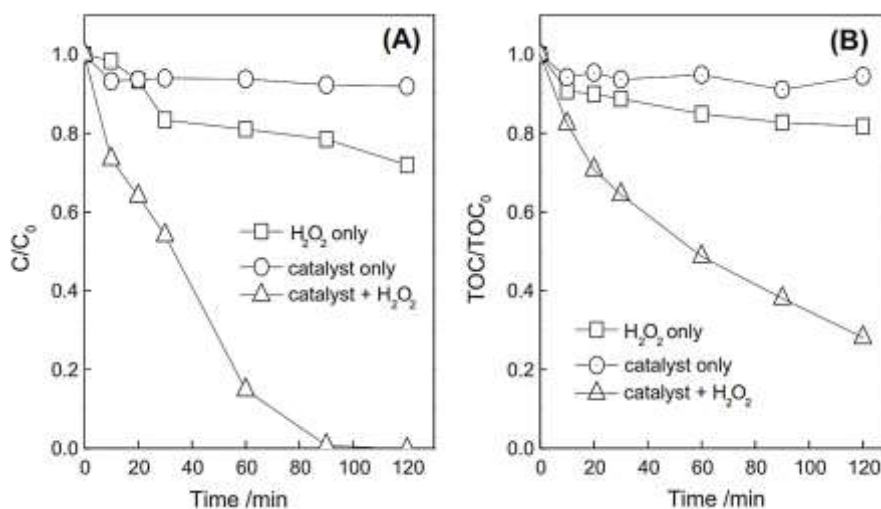 (A)
1.0
0.8
0.6
0.4
0.2
0.0
C/C₀
H₂O₂ only
catalyst only
catalyst + H₂O₂
0 20 40 60 80 100 120
Time /min
(B)
1.0
0.8
0.6
0.4
0.2
0.0
TOC/TOC₀
H₂O₂ only
catalyst only
catalyst + H₂O₂
0 20 40 60 80 100 120
Time /min